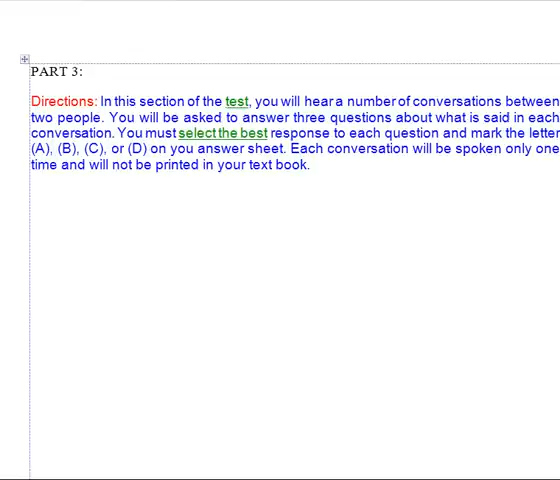 PART 3:
Directions: In this section of the test, you will hear a number of conversations between
two people. You will be asked to answer three questions about what is said in each
conversation. You must select the best response to each question and mark the letter
(A), (B), (C), or (D) on you answer sheet. Each conversation will be spoken only one
time and will not be printed in your text book.